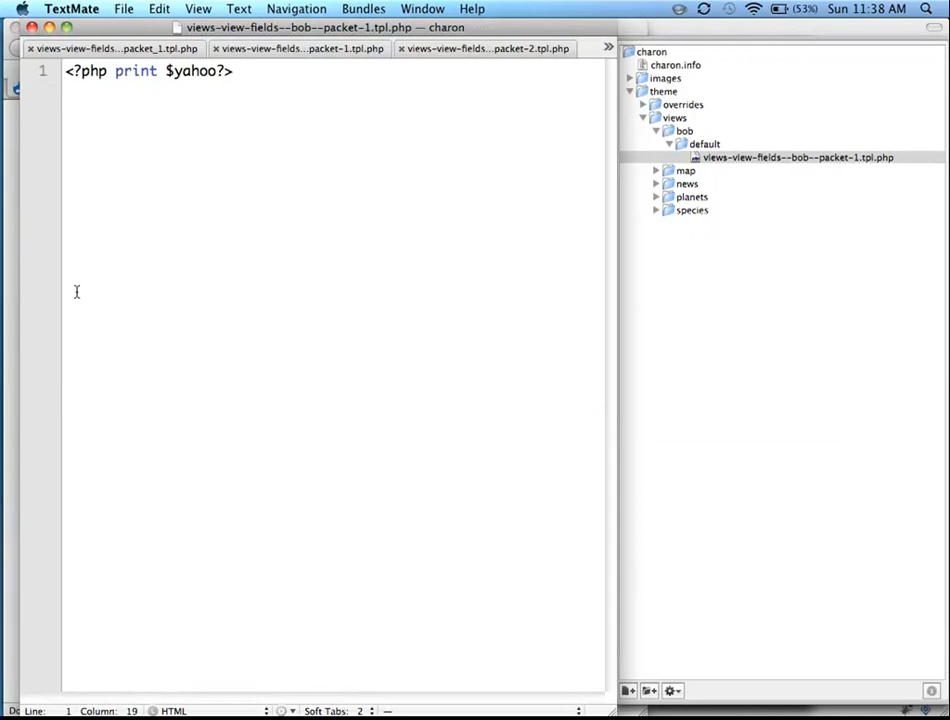 TextMate File Edit View Text Navigation Bundles Window Help (53%) Sun 11:38 AM
views-view-fields--bob--packet-1.tpl.php — charon
views-view-fields...packet_1.tpl.php views-view-fields...packet-1.tpl.php views-view-fields...packet-2.tpl.php »
1 <?php print $yahoo?>
charon
charon.info
images
theme
overrides
views
bob
default
views-view-fields--bob--packet-1.tpl.php
map
news
planets
species
Line: 1 Column: 19 HTML Soft Tabs: 2 —